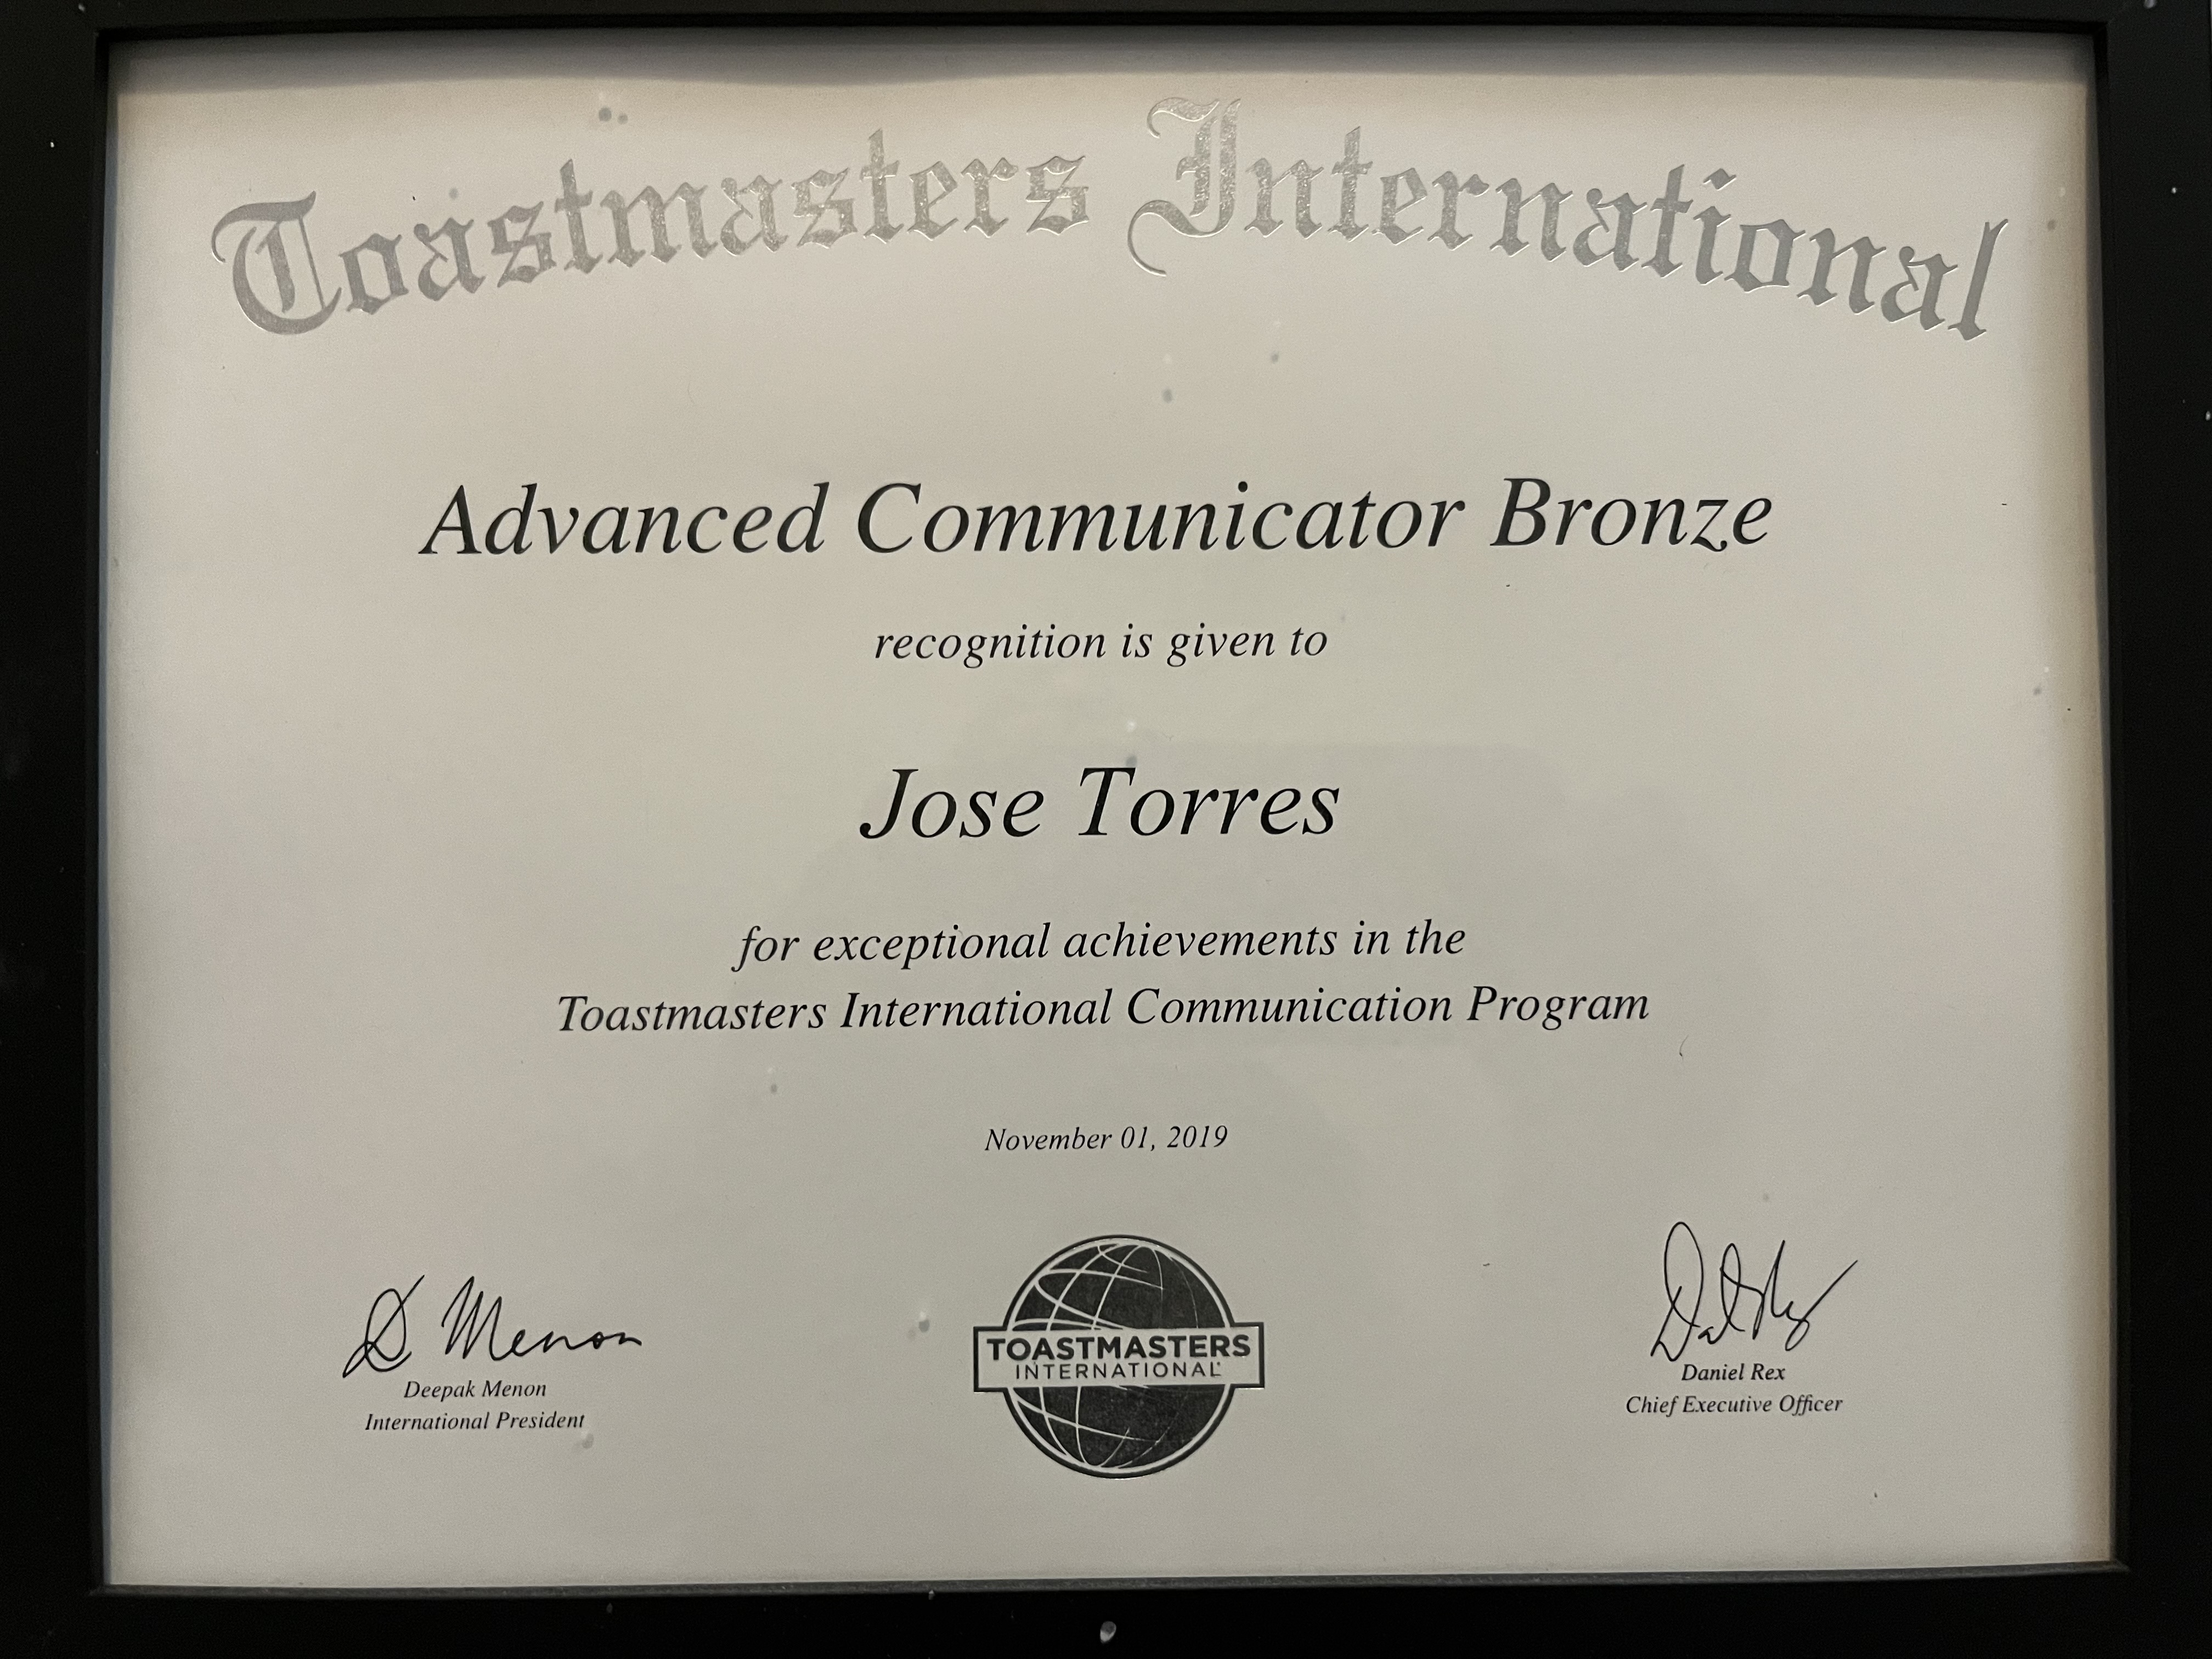 Toastmasters International
Advanced Communicator Bronze
recognition is given to
Jose Torres
for exceptional achievements in the
Toastmasters International Communication Program
November 01, 2019
D Menon
Deepak Menon
International President
TOASTMASTERS
INTERNATIONAL
Daniel Rex
Chief Executive Officer